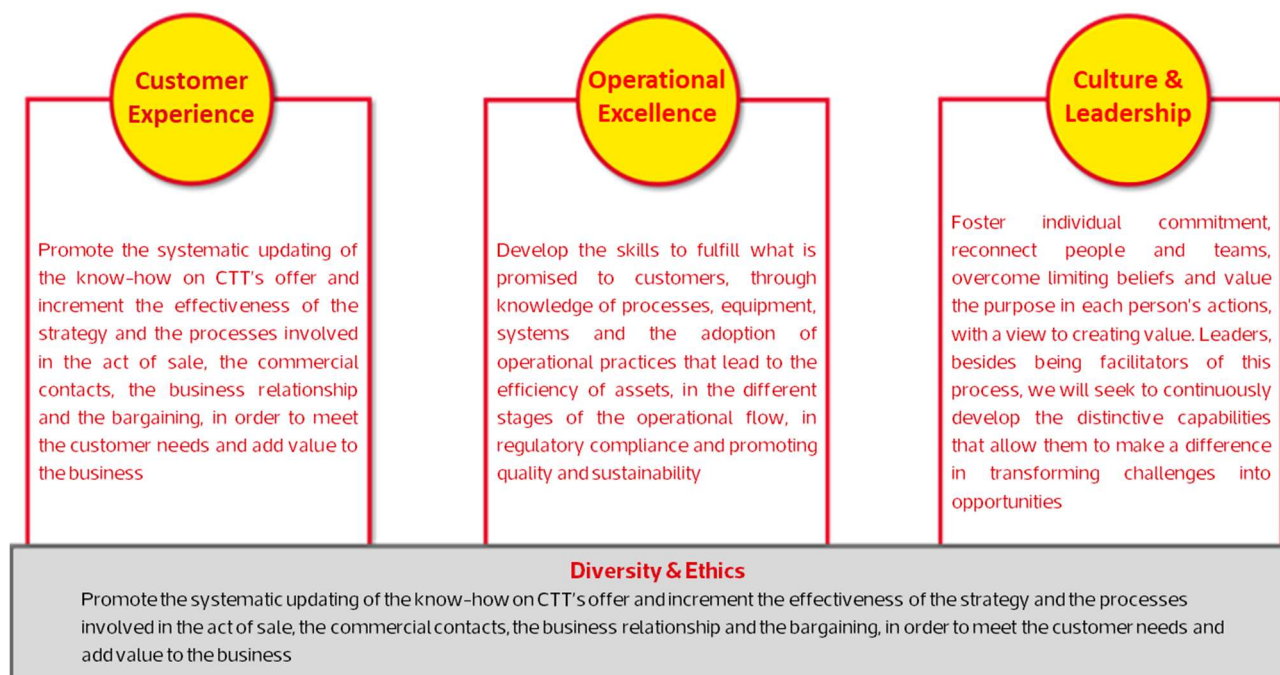 Customer
Experience
Promote the systematic updating of
the know-how on CTT's offer and
increment the effectiveness of the
strategy and the processes involved
in the act of sale, the commercial
contacts, the business relationship
and the bargaining, in order to meet
the customer needs and add value to
the business
Operational
Excellence
Develop the skills to fulfill what is
promised to customers, through
knowledge of processes, equipment,
systems and the adoption of
operational practices that lead to the
efficiency of assets, in the different
stages of the operational flow, in
regulatory compliance and promoting
quality and sustainability
Culture &
Leadership
Foster individual commitment,
reconnect people and teams,
overcome limiting beliefs and value
the purpose in each person's actions,
with a view to creating value. Leaders,
besides being facilitators of this
process, we will seek to continuously
develop the distinctive capabilities
that allow them to make a difference
in transforming challenges into
opportunities
Diversity & Ethics
Promote the systematic updating of the know-how on CTT's offer and increment the effectiveness of the strategy and the processes
involved in the act of sale, the commercial contacts, the business relationship and the bargaining, in order to meet the customer needs and
add value to the business